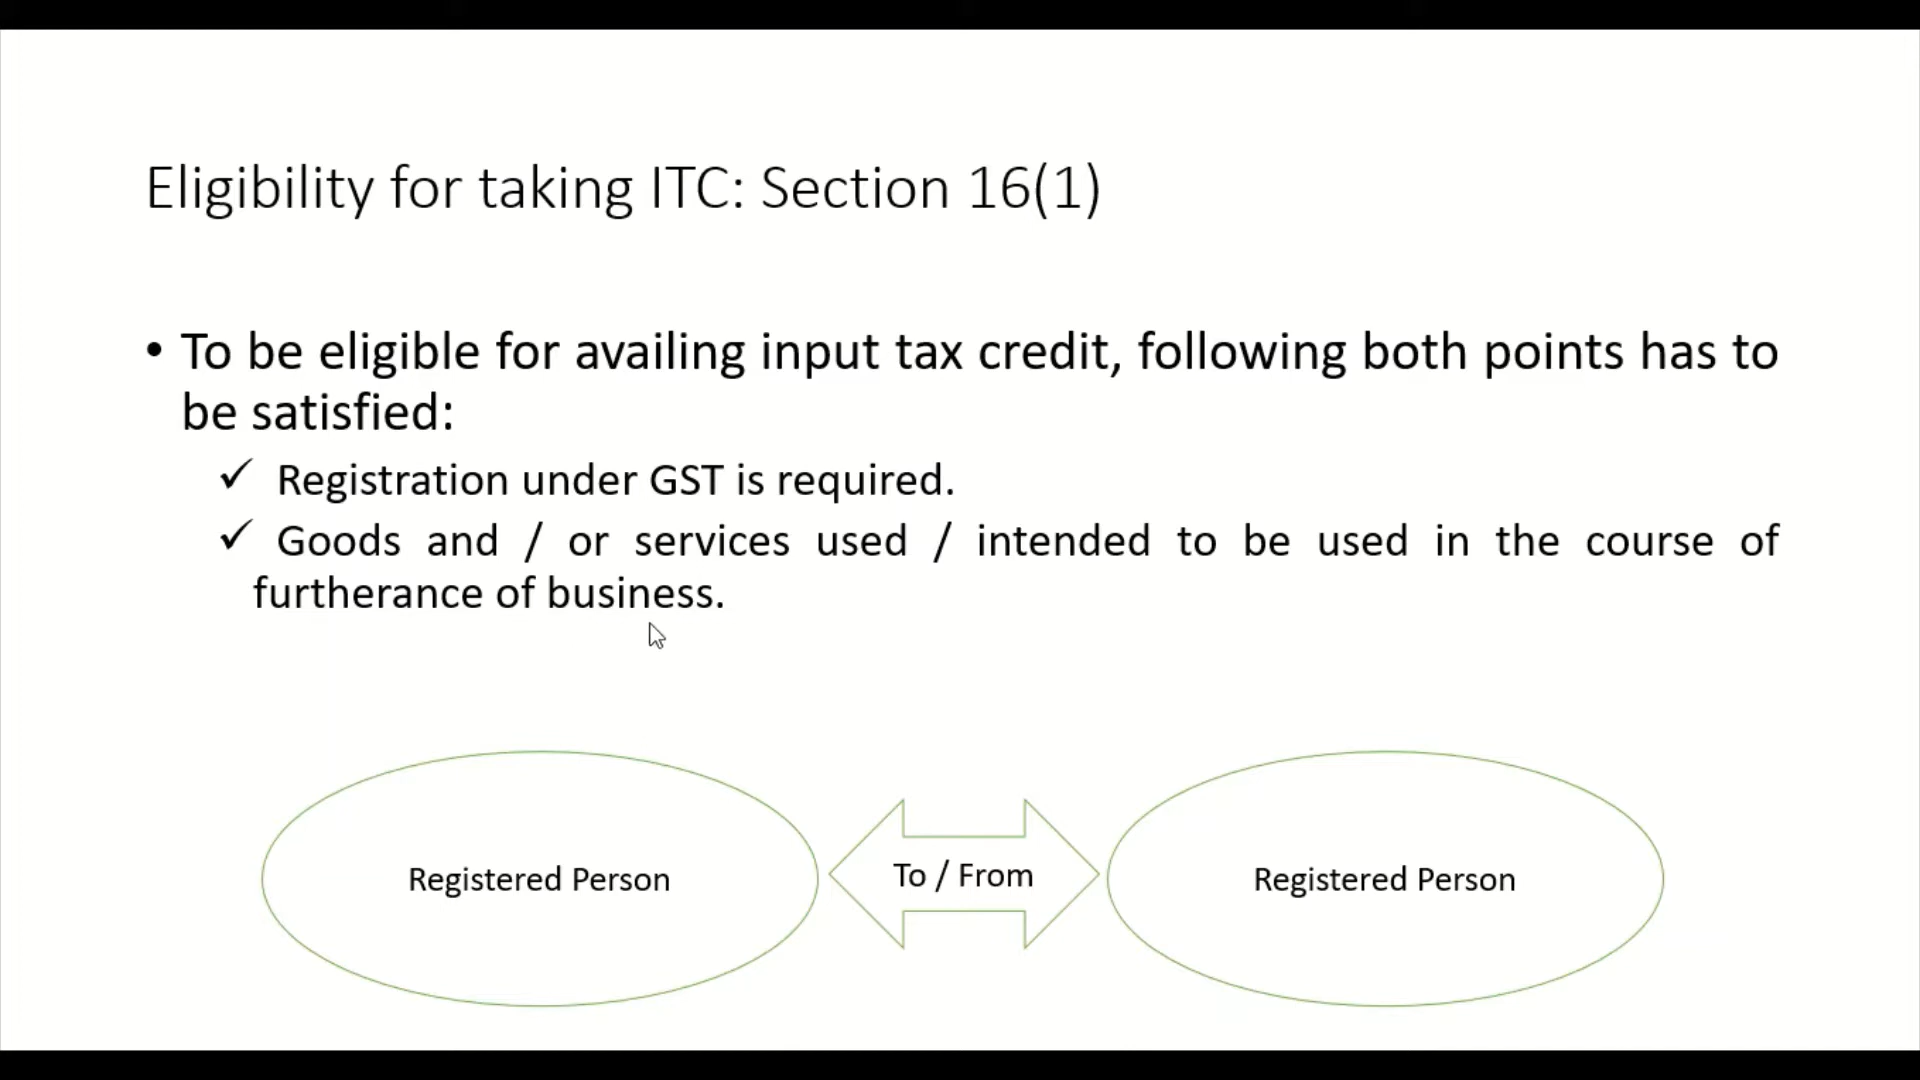 Eligibility for taking ITC: Section 16(1)
• To be eligible for availing input tax credit, following both points has to
be satisfied:
✓ Registration under GST is required.
✓ Goods and / or services used / intended to be used in the course of
furtherance of business.
Registered Person
To / From
Registered Person